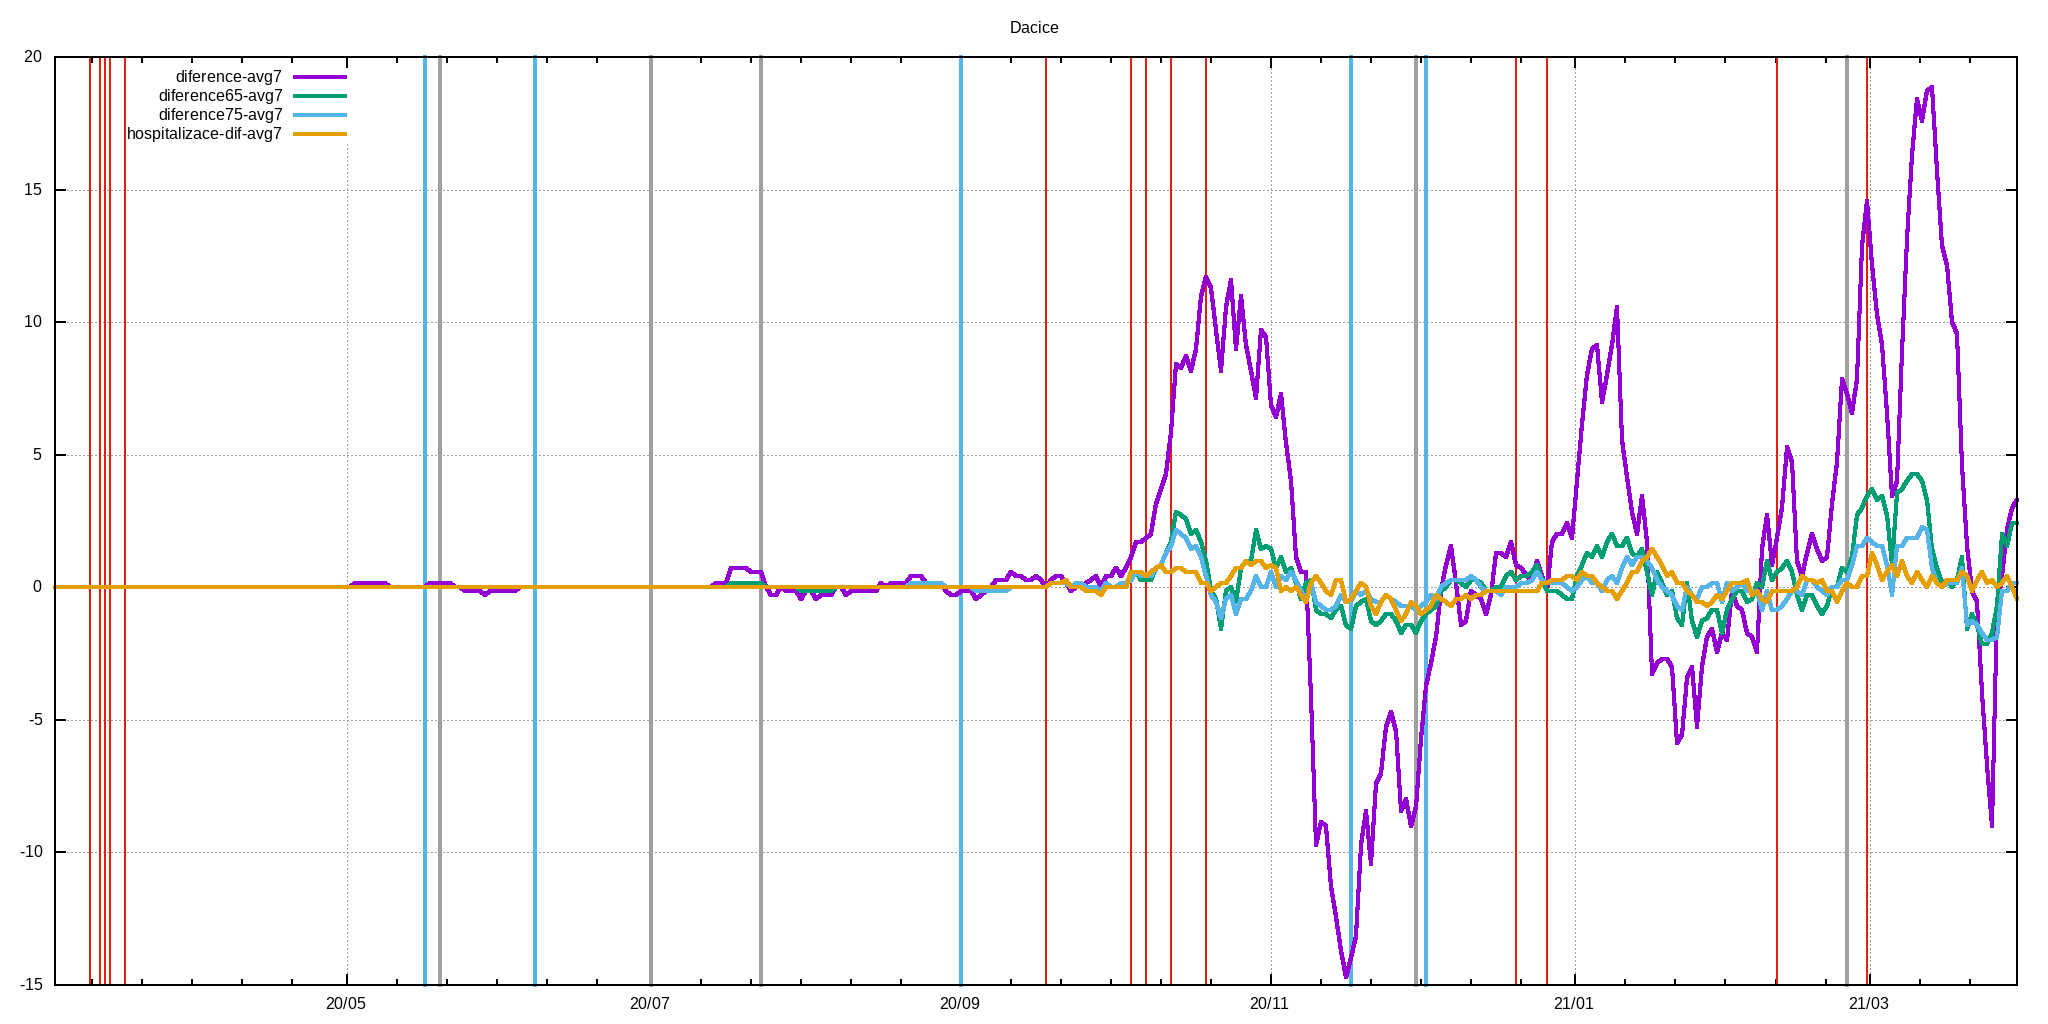 Dacice
20
diference-avg7
diference65-avg7
diference75-avg7
hospitalizace-dif-avg7
15
10
5
0
-5
-10
-15
20/05 20/07 20/09 20/11 21/01 21/03